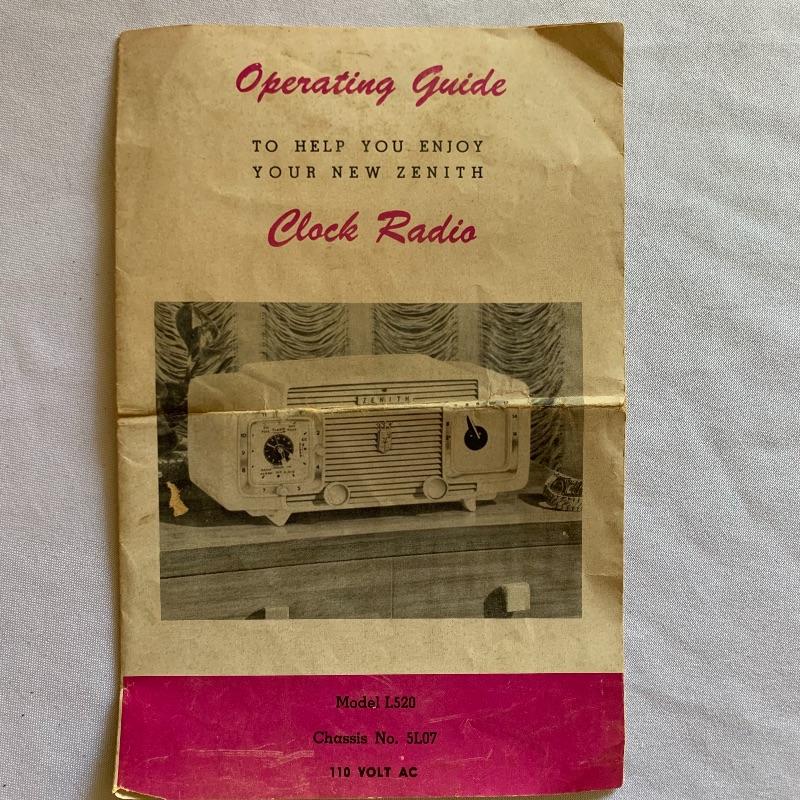 Operating Guide
TO HELP YOU ENJOY
YOUR NEW ZENITH
Clock Radio
ZENITH
Model L520
Chassis No. 5L07
110 VOLT AC